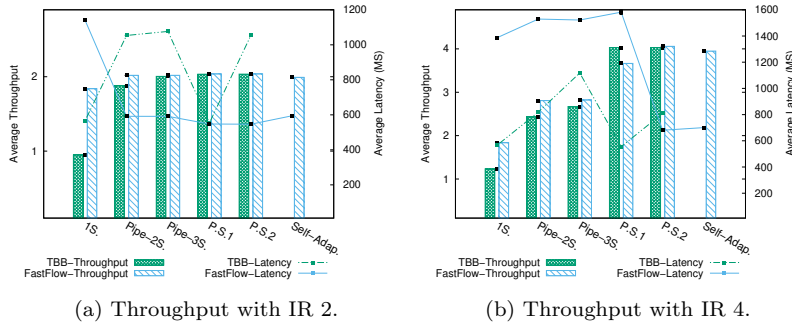 Average Throughput
2
1
1200
1000
800
600
400
200
Average Latency (MS)
1S.
Pipe-2S.
Pipe-3S.
P.S.1
P.S.2
Self-Adap.
TBB-Throughput
FastFlow-Throughput
TBB-Latency
FastFlow-Latency
(a) Throughput with IR 2.
Average Throughput
4
3
2
1
1600
1400
1200
1000
800
600
400
200
Average Latency (MS)
1S.
Pipe-2S.
Pipe-3S.
P.S.1
P.S.2
Self-Adap.
TBB-Throughput
FastFlow-Throughput
TBB-Latency
FastFlow-Latency
(b) Throughput with IR 4.